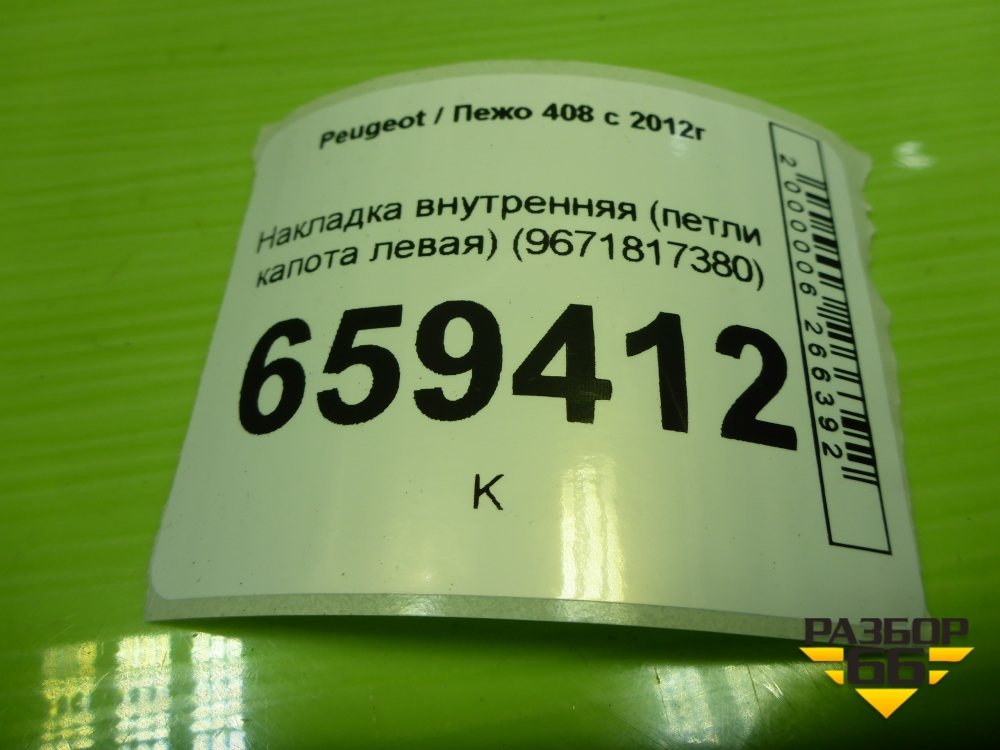 Peugeot / Пежо 408 с 2012г
Накладка внутренняя (петли
капота левая) (9671817380)
659412
К
2000006266392
РАЗБОР
66